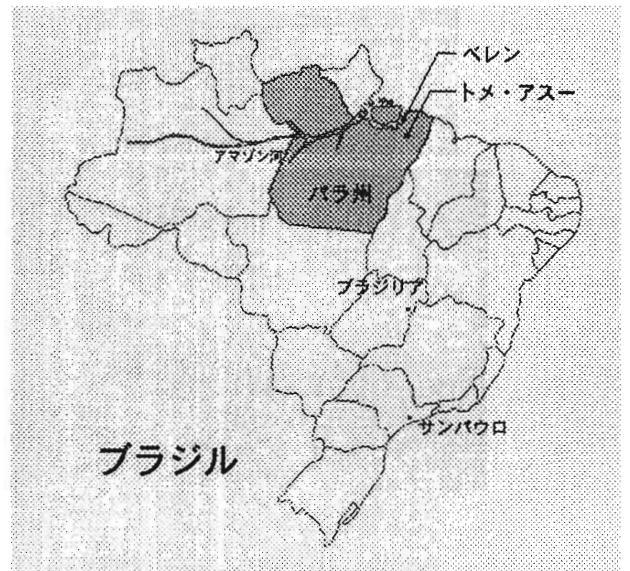 ベレン
トメ・アスー
アマゾン河
パラ州
ブラジリア
サンパウロ
ブラジル